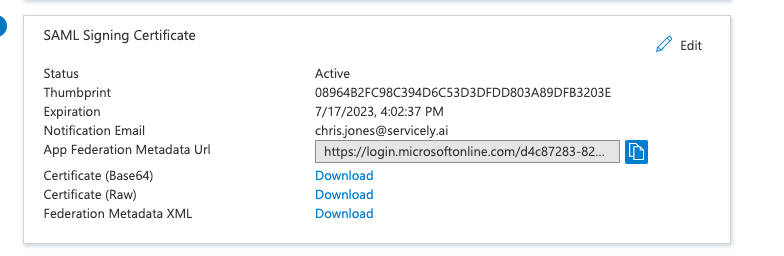 SAML Signing Certificate
Edit
Status Active
Thumbprint 08964B2FC98C394D6C53D3DFDD803A89DFB3203E
Expiration 7/17/2023, 4:02:37 PM
Notification Email chris.jones@servicely.ai
App Federation Metadata Url https://login.microsoftonline.com/d4c87283-82...
Certificate (Base64) Download
Certificate (Raw) Download
Federation Metadata XML Download